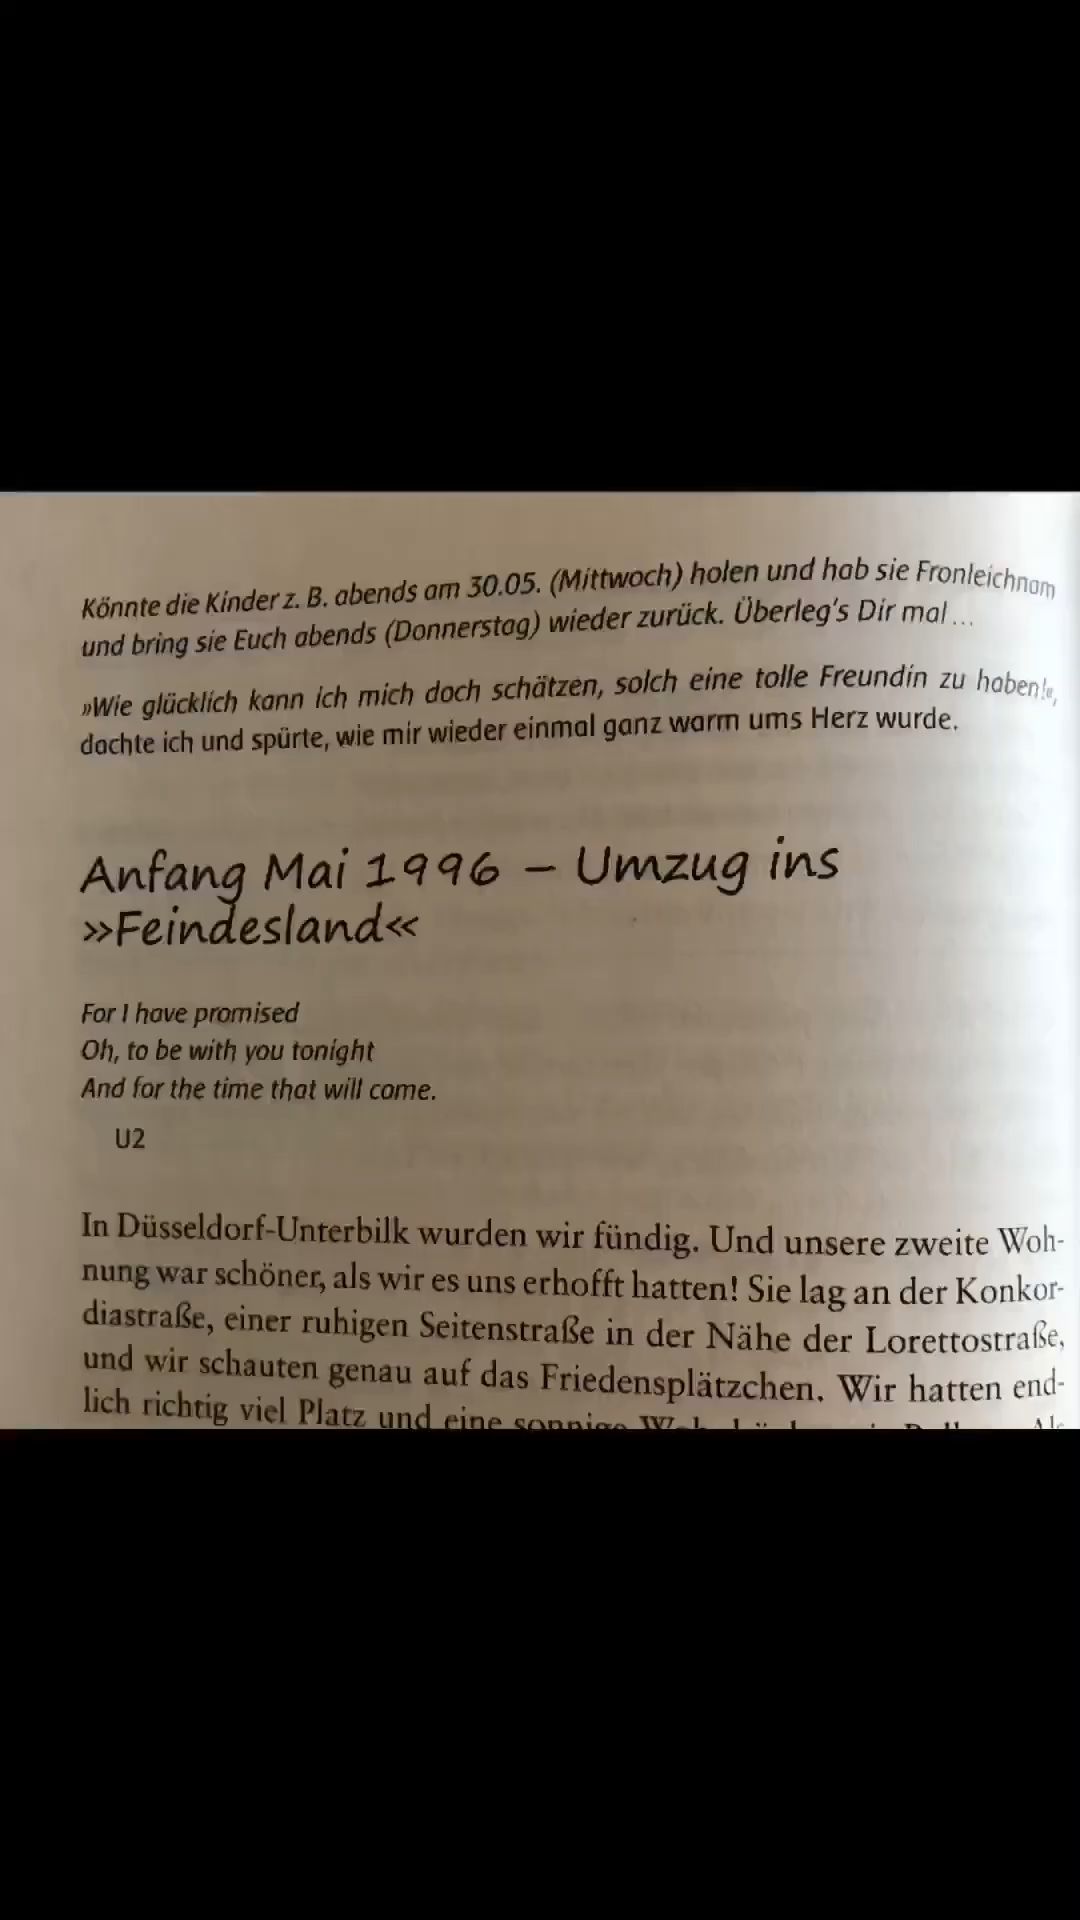 Könnte die Kinder z. B. abends am 30.05. (Mittwoch) holen und hab sie Fronleichnam
und bring sie Euch abends (Donnerstag) wieder zurück. Überleg's Dir mal ...
»Wie glücklich kann ich mich doch schätzen, solch eine tolle Freundin zu haben!«,
dachte ich und spürte, wie mir wieder einmal ganz warm ums Herz wurde.
Anfang Mai 1996 – Umzug ins
»Feindesland«
For I have promised
Oh, to be with you tonight
And for the time that will come.
U2
In Düsseldorf-Unterbilk wurden wir fündig. Und unsere zweite Woh-
nung war schöner, als wir es uns erhofft hatten! Sie lag an der Konkor-
diastraße, einer ruhigen Seitenstraße in der Nähe der Lorettostraße,
und wir schauten genau auf das Friedensplätzchen. Wir hatten end-
lich richtig viel Platz und eine sonnige